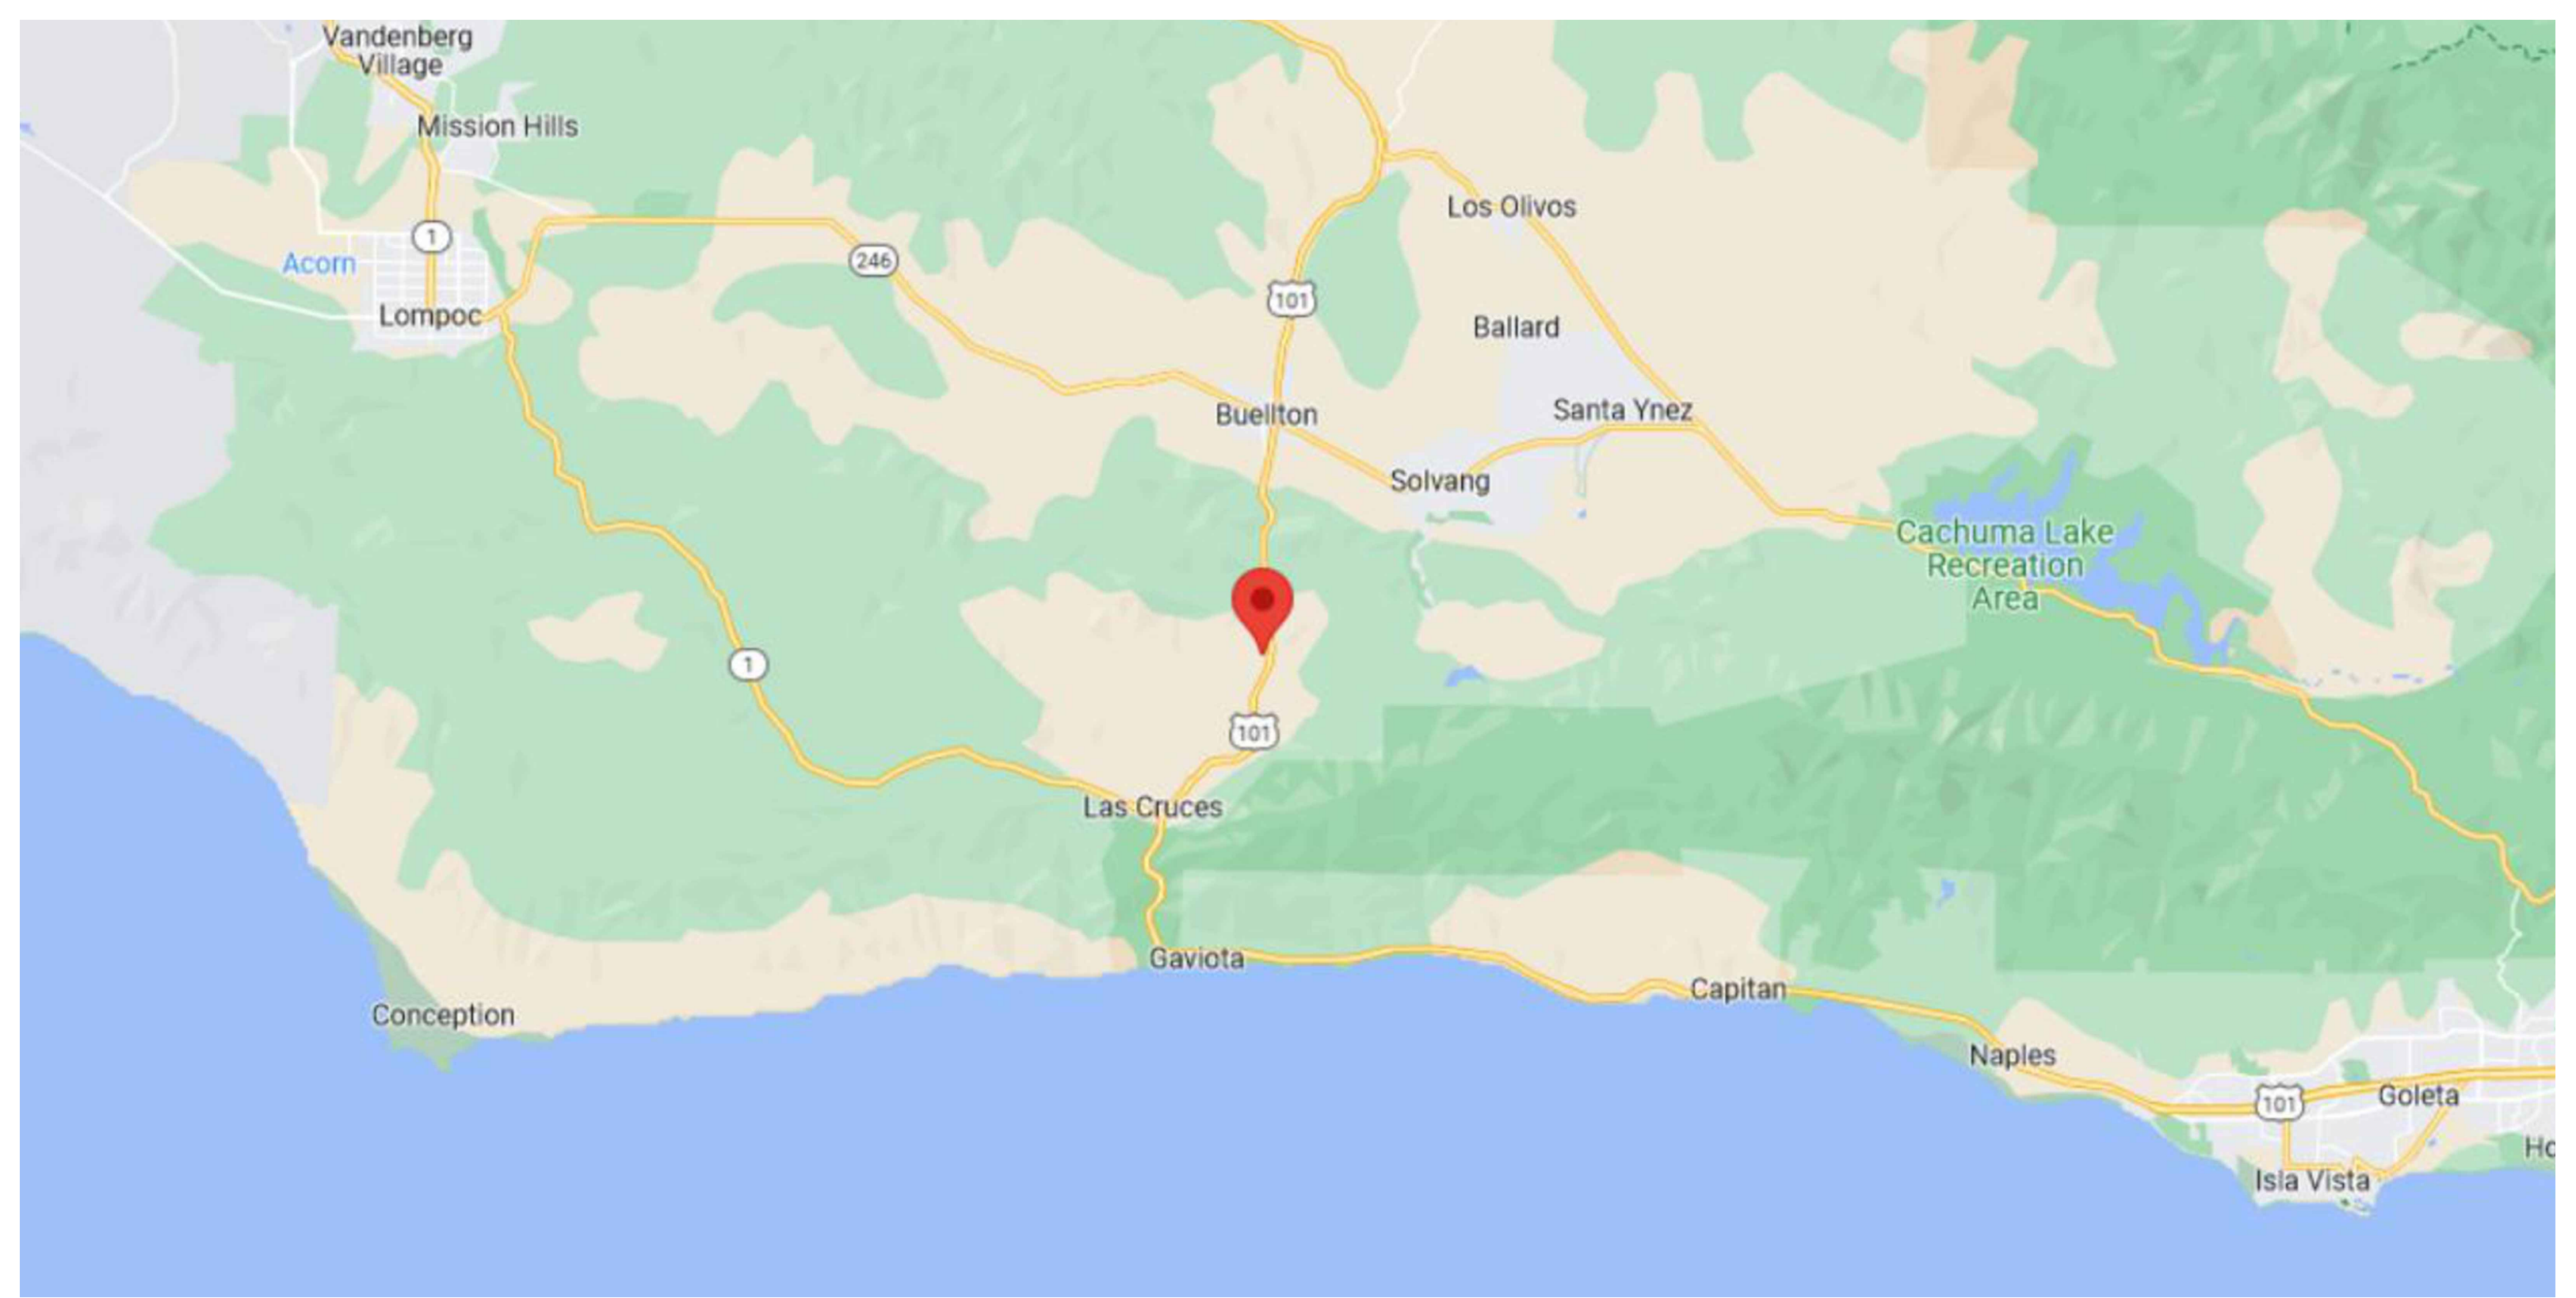 Vandenberg
Village
Mission Hills
Los Olivos
1
Acorn
246
101
Lompoc
Ballard
Buellton
Santa Ynez
Solvang
Cachuma Lake
Recreation
Area
1
101
Las Cruces
Gaviota
Capitan
Conception
Naples
101
Goleta
Ho
Isla Vista